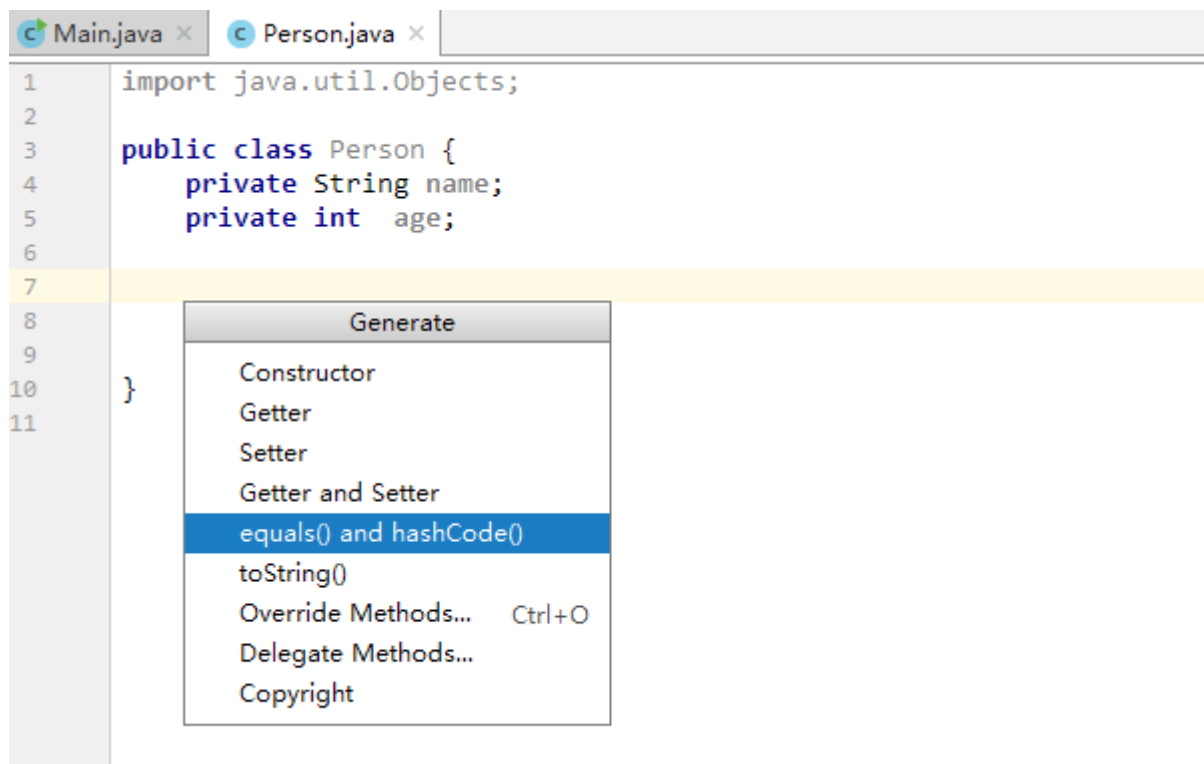 Main.java Person.java
1 import java.util.Objects;
2
3 public class Person {
4 private String name;
5 private int  age;
6
7
8 Generate
9
Constructor
10 }
Getter
11
Setter
Getter and Setter
equals() and hashCode()
toString()
Override Methods... Ctrl+O
Delegate Methods...
Copyright